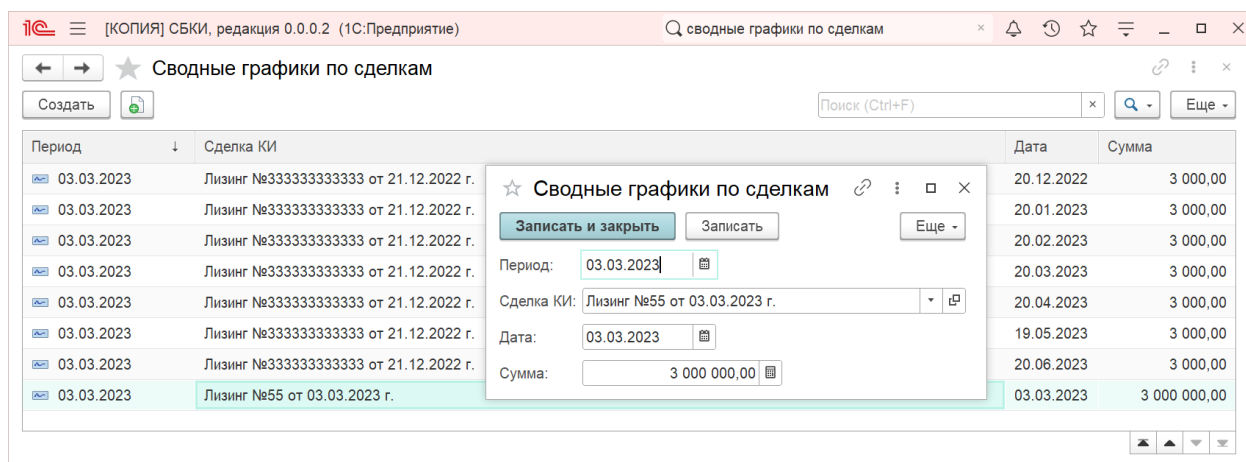 [КОПИЯ] СБКИ, редакция 0.0.0.2 (1С:Предприятие)
сводные графики по сделкам
Сводные графики по сделкам
Создать
Поиск (Ctrl+F)
Еще
Период Сделка КИ Дата Сумма
03.03.2023 Лизинг №333333333333 от 21.12.2022 г. 20.12.2022 3 000,00
03.03.2023 Лизинг №333333333333 от 21.12.2022 г. 20.01.2023 3 000,00
03.03.2023 Лизинг №333333333333 от 21.12.2022 г. 20.02.2023 3 000,00
03.03.2023 Лизинг №333333333333 от 21.12.2022 г. 20.03.2023 3 000,00
03.03.2023 Лизинг №333333333333 от 21.12.2022 г. 20.04.2023 3 000,00
03.03.2023 Лизинг №333333333333 от 21.12.2022 г. 19.05.2023 3 000,00
03.03.2023 Лизинг №333333333333 от 21.12.2022 г. 20.06.2023 3 000,00
03.03.2023 Лизинг №55 от 03.03.2023 г. 03.03.2023 3 000 000,00
Сводные графики по сделкам
Записать и закрыть Записать Еще
Период: 03.03.2023
Сделка КИ: Лизинг №55 от 03.03.2023 г.
Дата: 03.03.2023
Сумма: 3 000 000,00